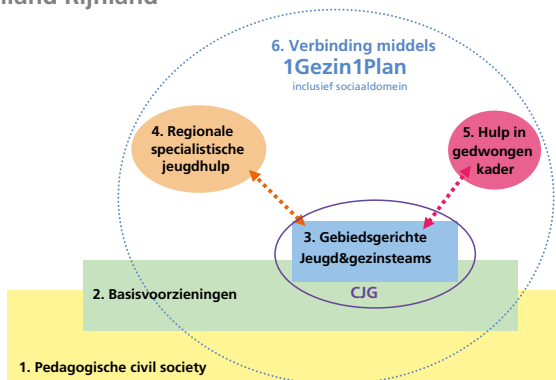 6. Verbinding middels
1Gezin1Plan
inclusief sociaaldomein
4. Regionale
specialistische
jeugdhulp
5. Hulp in
gedwongen
kader
3. Gebiedsgerichte
Jeugd&gezinsteams
CJG
2. Basisvoorzieningen
1. Pedagogische civil society